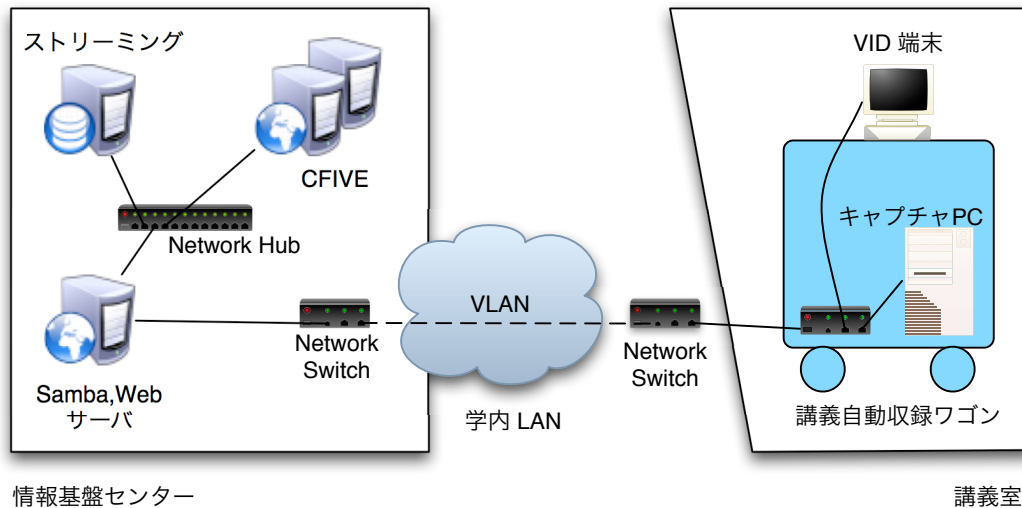 ストリーミング
CFIVE
Network Hub
Samba,Web
サーバ
Network
Switch
VLAN
学内 LAN
Network
Switch
VID 端末
キャプチャPC
講義自動収録ワゴン
情報基盤センター
講義室